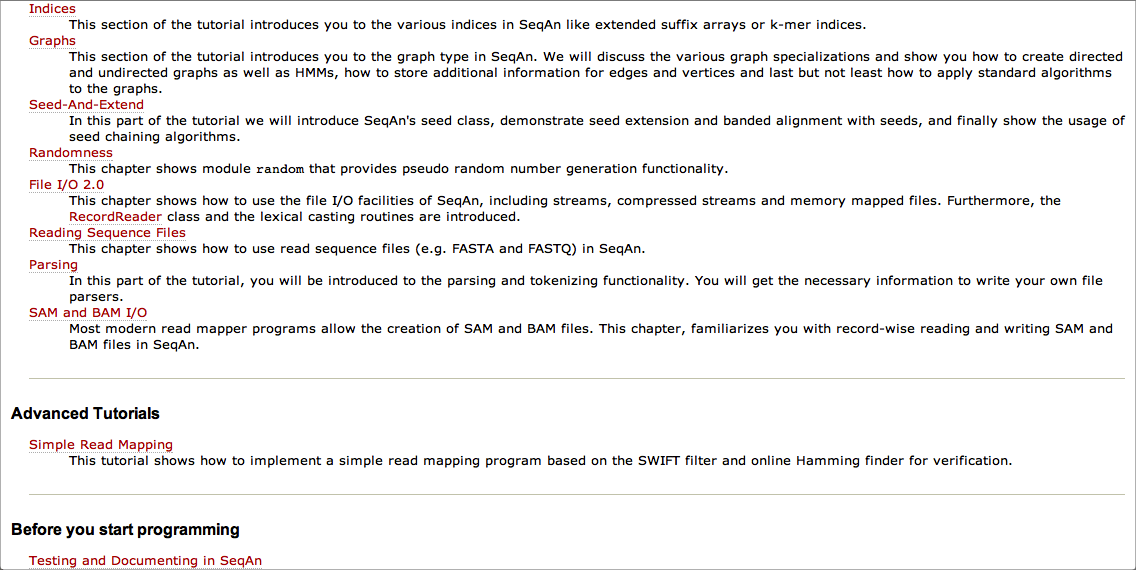 Indices
This section of the tutorial introduces you to the various indices in SeqAn like extended suffix arrays or k-mer indices.
Graphs
This section of the tutorial introduces you to the graph type in SeqAn. We will discuss the various graph specializations and show you how to create directed
and undirected graphs as well as HMMs, how to store additional information for edges and vertices and last but not least how to apply standard algorithms
to the graphs.
Seed-And-Extend
In this part of the tutorial we will introduce SeqAn's seed class, demonstrate seed extension and banded alignment with seeds, and finally show the usage of
seed chaining algorithms.
Randomness
This chapter shows module random that provides pseudo random number generation functionality.
File I/O 2.0
This chapter shows how to use the file I/O facilities of SeqAn, including streams, compressed streams and memory mapped files. Furthermore, the
RecordReader class and the lexical casting routines are introduced.
Reading Sequence Files
This chapter shows how to use read sequence files (e.g. FASTA and FASTQ) in SeqAn.
Parsing
In this part of the tutorial, you will be introduced to the parsing and tokenizing functionality. You will get the necessary information to write your own file
parsers.
SAM and BAM I/O
Most modern read mapper programs allow the creation of SAM and BAM files. This chapter, familiarizes you with record-wise reading and writing SAM and
BAM files in SeqAn.
Advanced Tutorials
Simple Read Mapping
This tutorial shows how to implement a simple read mapping program based on the SWIFT filter and online Hamming finder for verification.
Before you start programming
Testing and Documenting in SeqAn